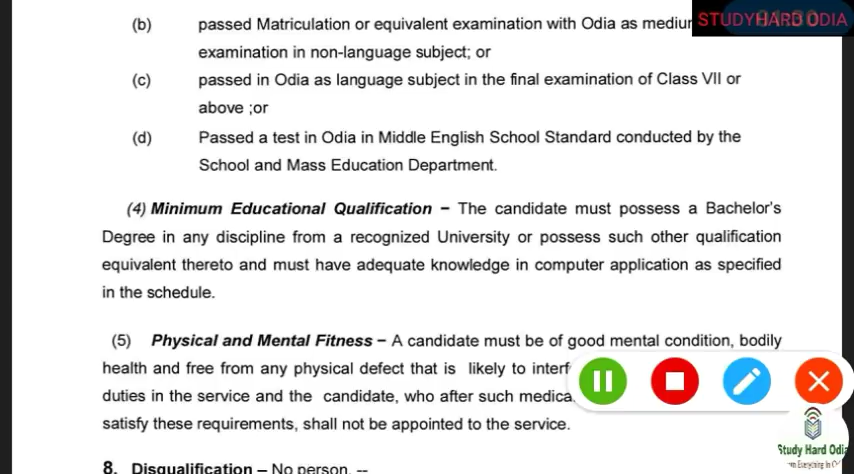 (b) passed Matriculation or equivalent examination with Odia as
STUDYHARD ODIA
examination in non-language subject; or
(c) passed in Odia as language subject in the final examination of Class VII or
above ;or
(d) Passed a test in Odia in Middle English School Standard conducted by the
School and Mass Education Department.
(4) Minimum Educational Qualification – The candidate must possess a Bachelor's
Degree in any discipline from a recognized University or possess such other qualification
equivalent thereto and must have adequate knowledge in computer application as specified
in the schedule.
(5) Physical and Mental Fitness – A candidate must be of good mental condition, bodily
health and free from any physical defect that is likely to
duties in the service and the candidate, who after such
satisfy these requirements, shall not be appointed to the service.
Study Hard Odia
8. Disqualification – No person, --